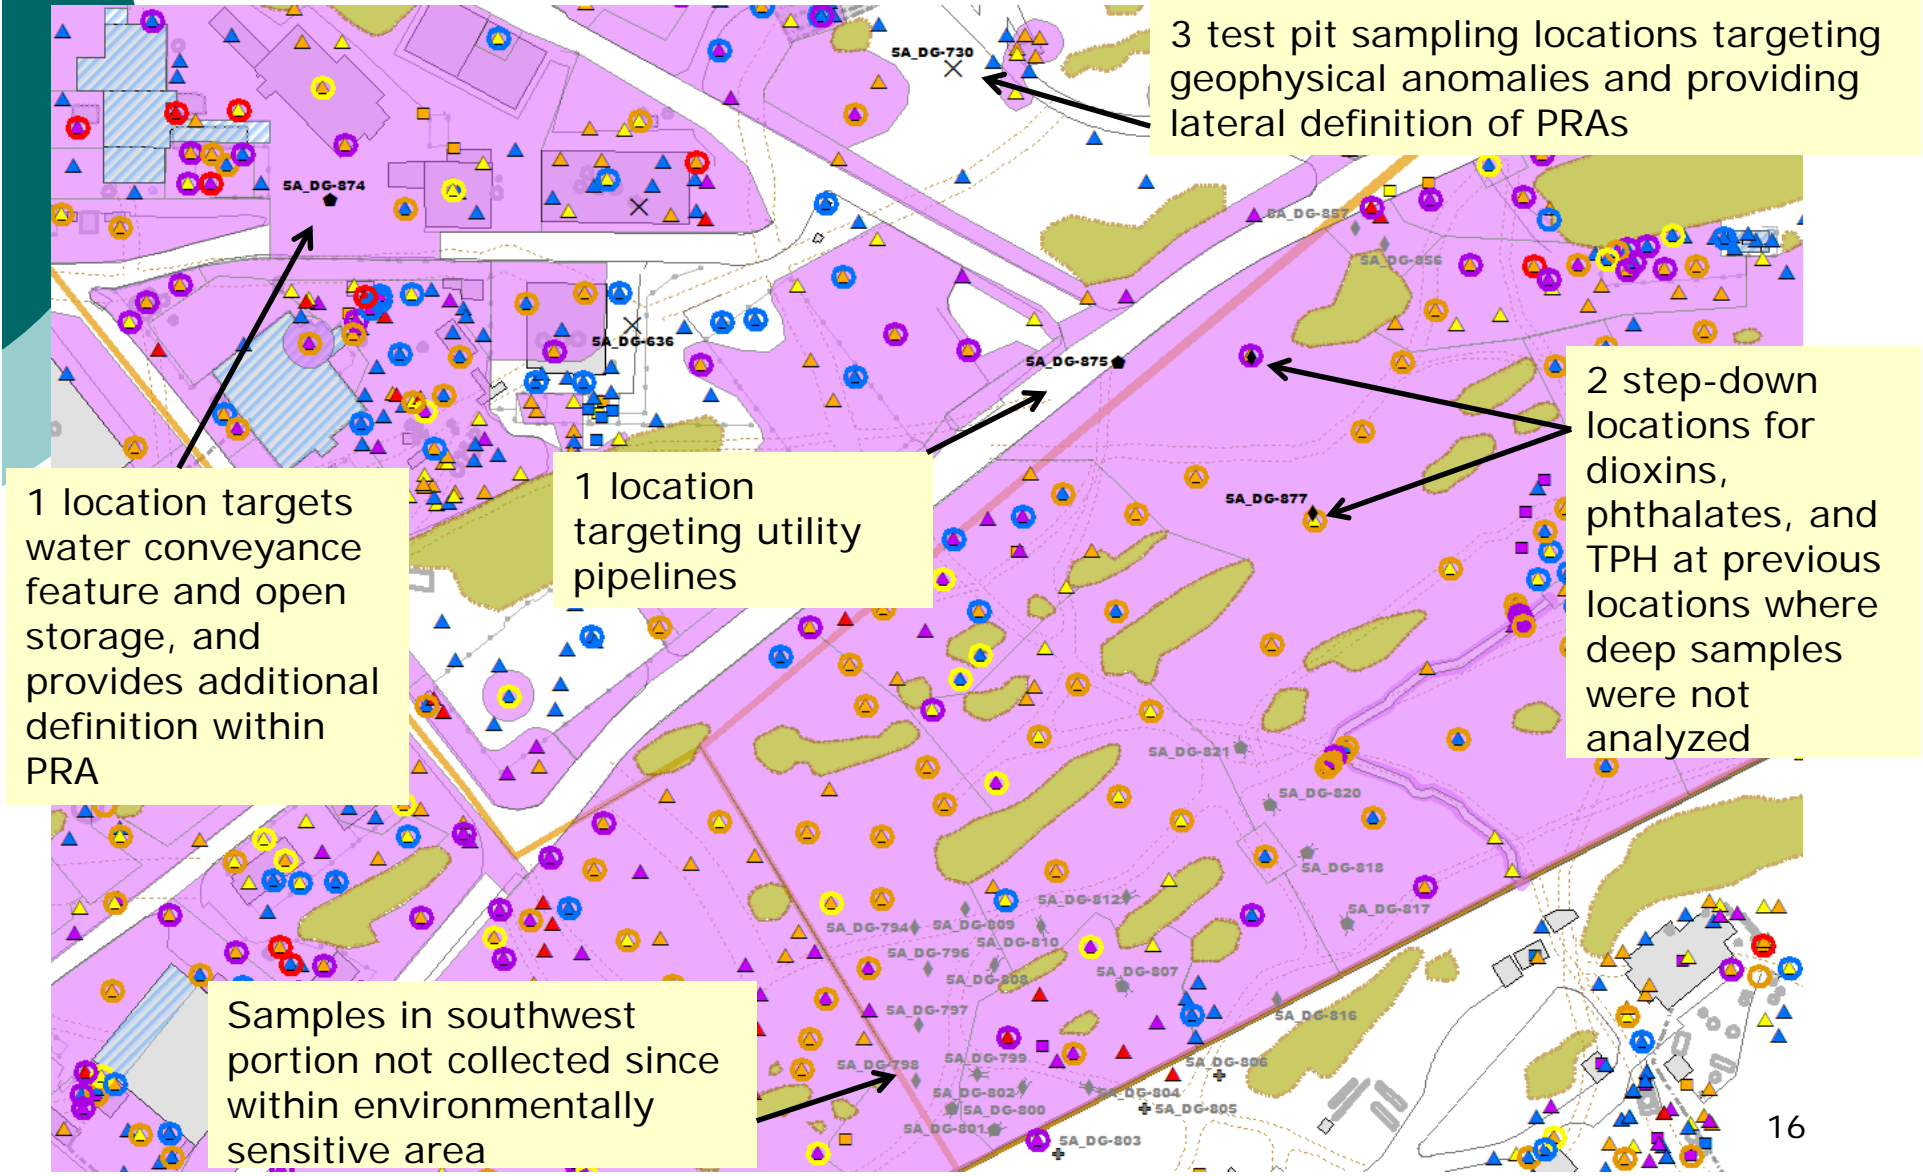 3 test pit sampling locations targeting
geophysical anomalies and providing
lateral definition of PRAs
5A_DG-730
5A_DG-874
5A_DG-857
5A_DG-856
5A_DG-636
5A_DG-875
2 step-down
locations for
dioxins,
phthalates, and
TPH at previous
locations where
deep samples
were not
analyzed
1 location targets
water conveyance
feature and open
storage, and
provides additional
definition within
PRA
1 location
targeting utility
pipelines
5A_DG-877
5A_DG-821
5A_DG-820
5A_DG-818
5A_DG-817
5A_DG-812
5A_DG-794
5A_DG-809
5A_DG-810
5A_DG-796
5A_DG-808
5A_DG-807
5A_DG-797
5A_DG-816
5A_DG-798
5A_DG-799
5A_DG-806
5A_DG-802
5A_DG-804
5A_DG-800
5A_DG-805
5A_DG-801
5A_DG-803
Samples in southwest
portion not collected since
within environmentally
sensitive area
16